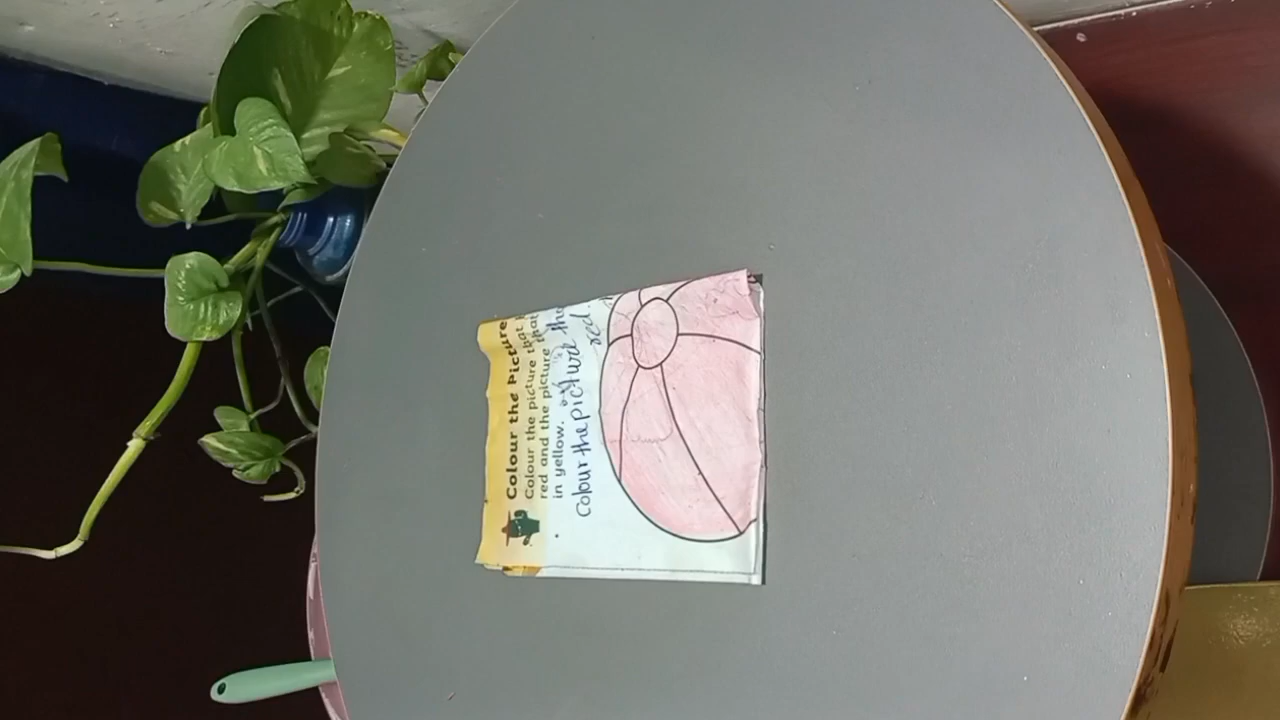 Colour the Picture
Colour the picture that
red and the picture that
in yellow.
Colour the picture the
red.